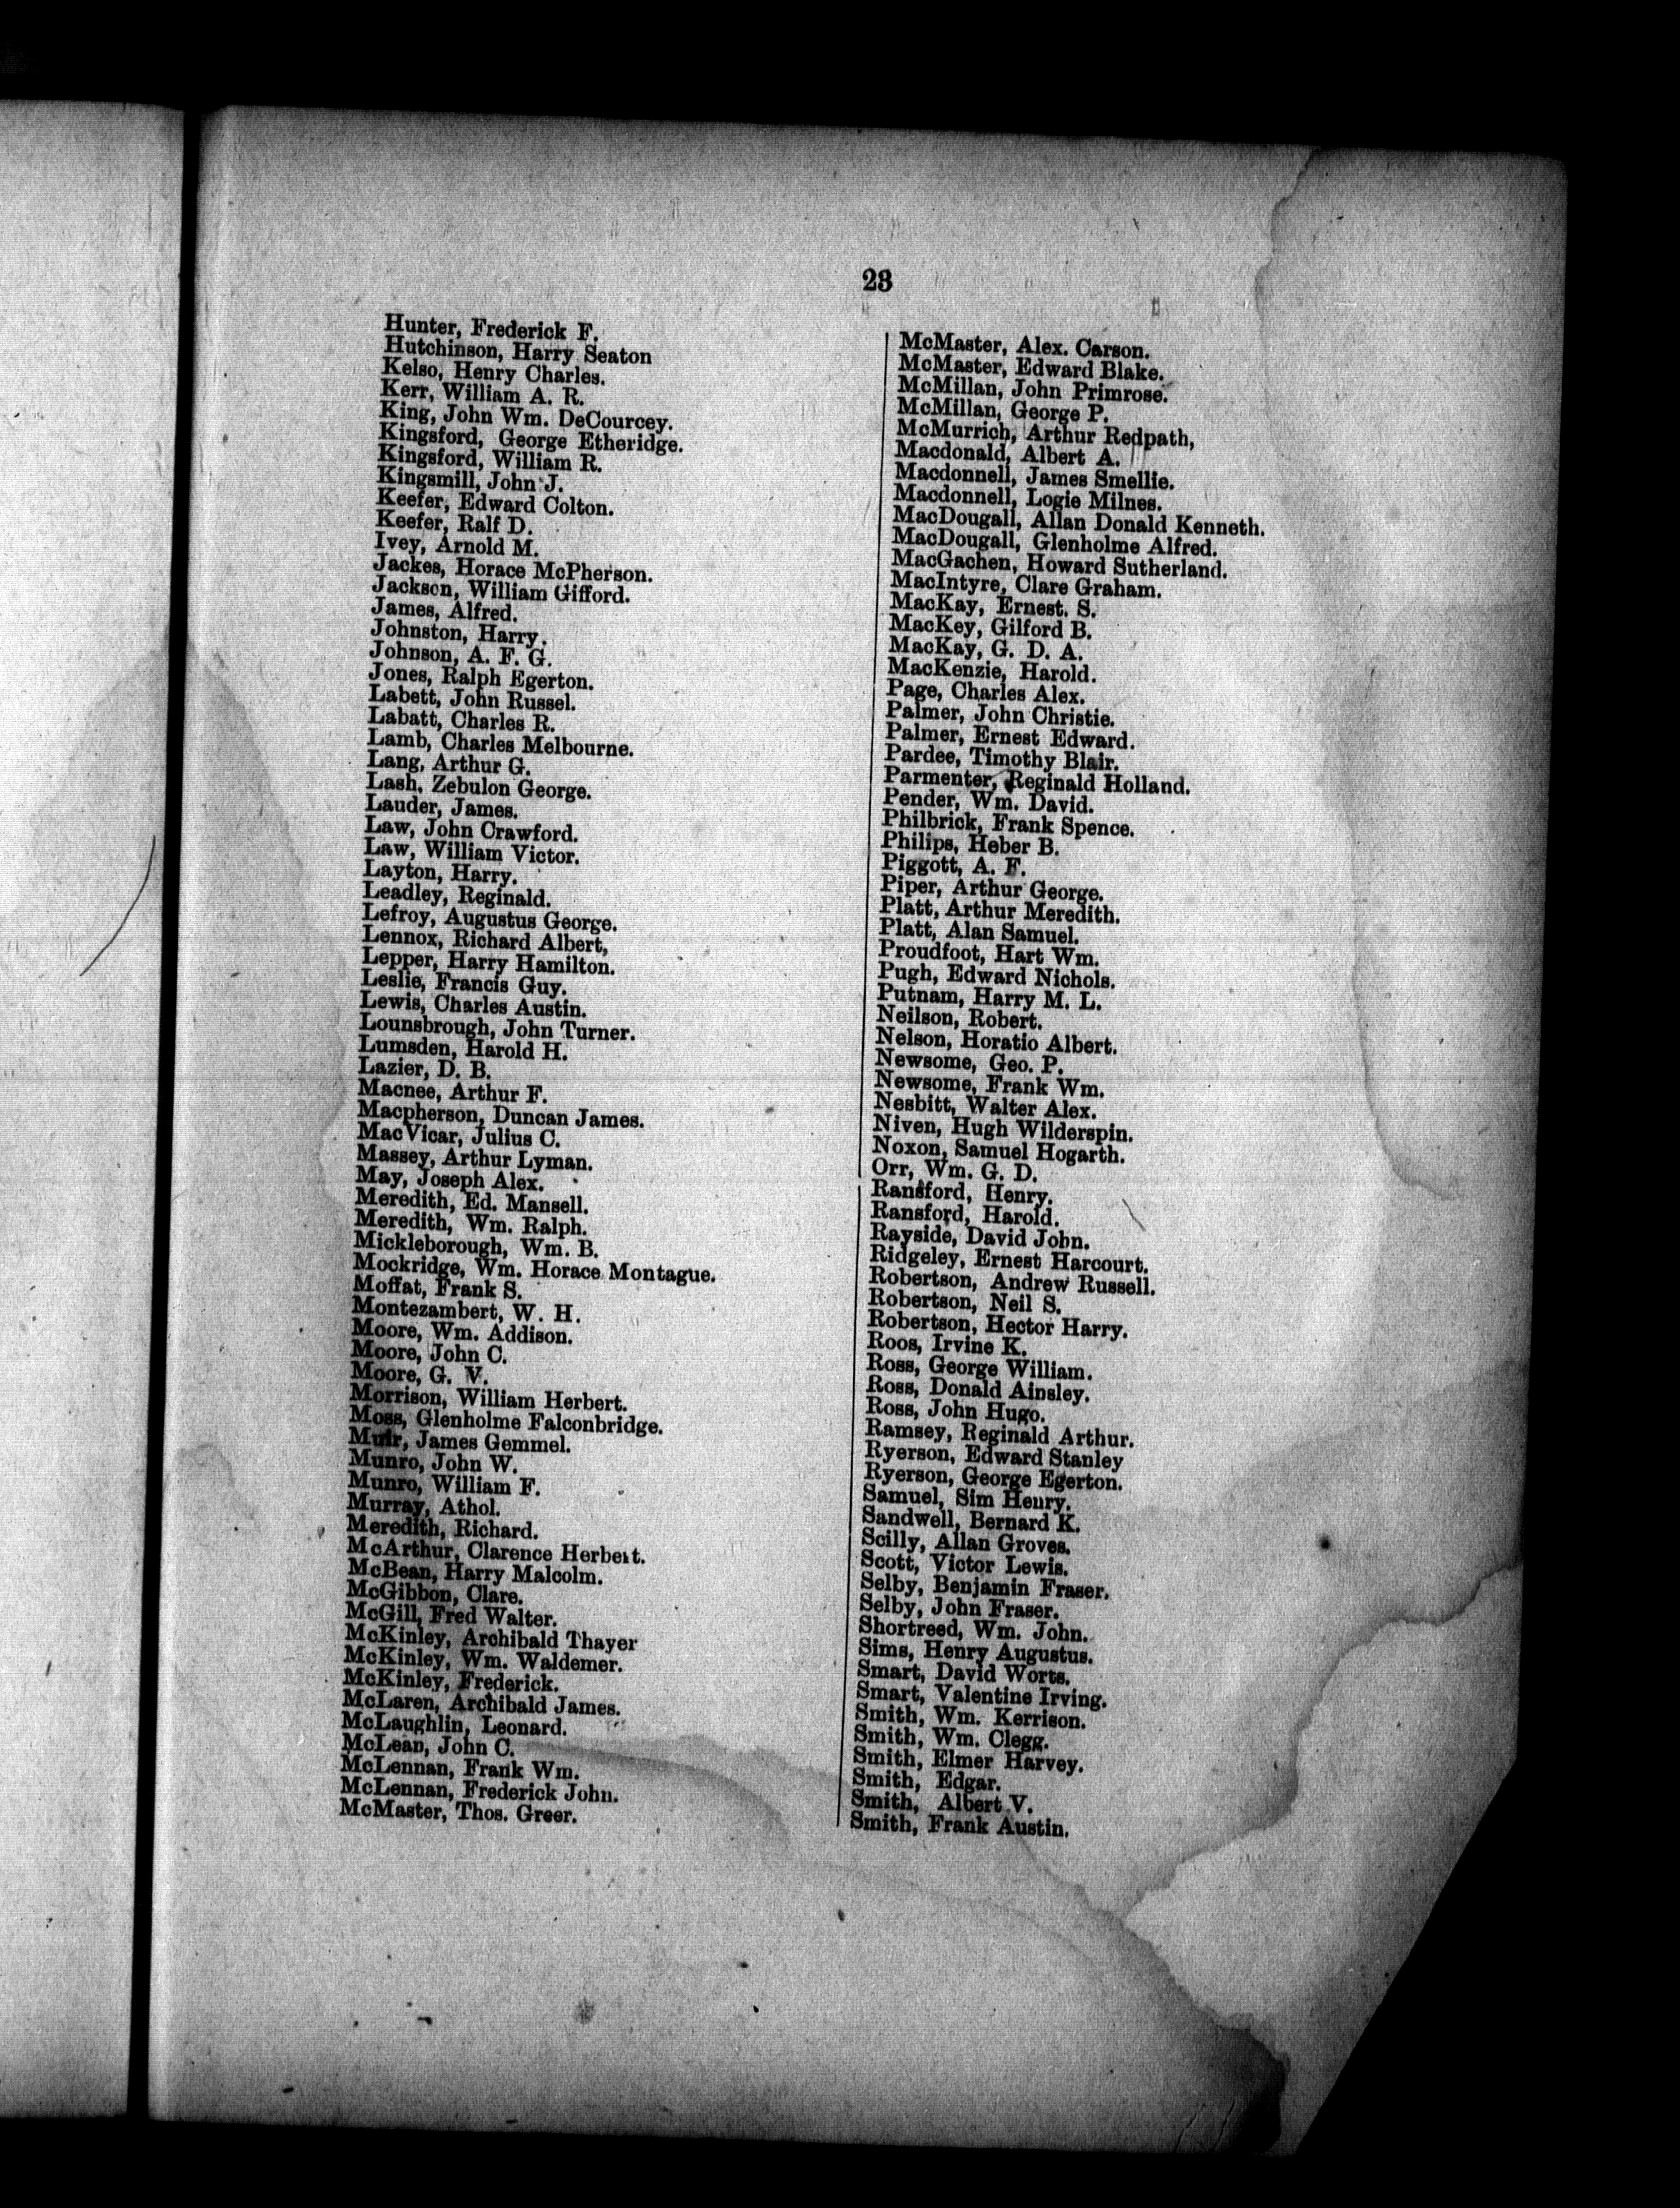 23
Hunter, Frederick F.
Hutchinson, Harry Seaton
Kelso, Henry Charles.
Kerr, William A. R.
King, John Wm. DeCourcey.
Kingsford, George Etheridge.
Kingsford, William R.
Kingsmill, John J.
Keefer, Edward Colton.
Keefer, Ralf D.
Ivey, Arnold M.
Jackes, Horace McPherson.
Jackson, William Gifford.
James, Alfred.
Johnston, Harry.
Johnson, A. F. G.
Jones, Ralph Egerton.
Labett, John Russel.
Labatt, Charles R.
Lamb, Charles Melbourne.
Lang, Arthur G.
Lash, Zebulon George.
Lauder, James.
Law, John Crawford.
Law, William Victor.
Layton, Harry.
Leadley, Reginald.
Lefroy, Augustus George.
Lennox, Richard Albert,
Lepper, Harry Hamilton.
Leslie, Francis Guy.
Lewis, Charles Austin.
Lounsbrough, John Turner.
Lumsden, Harold H.
Lazier, D. B.
Macnee, Arthur F.
Macpherson, Duncan James.
MacVicar, Julius C.
Massey, Arthur Lyman.
May, Joseph Alex.
Meredith, Ed. Mansell.
Meredith, Wm. Ralph.
Mickleborough, Wm. B.
Mockridge, Wm. Horace Montague.
Moffat, Frank S.
Montezambert, W. H.
Moore, Wm. Addison.
Moore, John C.
Moore, G. V.
Morrison, William Herbert.
Moss, Glenholme Falconbridge.
Muir, James Gemmel.
Munro, John W.
Munro, William F.
Murray, Athol.
Meredith, Richard.
McArthur, Clarence Herbert.
McBean, Harry Malcolm.
McGibbon, Clare.
McGill, Fred Walter.
McKinley, Archibald Thayer
McKinley, Wm. Waldemer.
McKinley, Frederick.
McLaren, Archibald James.
McLaughlin, Leonard.
McLean, John C.
McLennan, Frank Wm.
McLennan, Frederick John.
McMaster, Thos. Greer.
McMaster, Alex. Carson.
McMaster, Edward Blake.
McMillan, John Primrose.
McMillan, George P.
McMurrich, Arthur Redpath,
Macdonald, Albert A.
Macdonnell, James Smellie.
Macdonnell, Logie Milnes.
MacDougall, Allan Donald Kenneth.
MacDougall, Glenholme Alfred.
MacGachen, Howard Sutherland.
MacIntyre, Clare Graham.
MacKay, Ernest. S.
MacKey, Gilford B.
MacKay, G. D. A.
MacKenzie, Harold.
Page, Charles Alex.
Palmer, John Christie.
Palmer, Ernest Edward.
Pardee, Timothy Blair.
Parmenter, Reginald Holland.
Pender, Wm. David.
Philbrick, Frank Spence.
Philips, Heber B.
Piggott, A. F.
Piper, Arthur George.
Platt, Arthur Meredith.
Platt, Alan Samuel.
Proudfoot, Hart Wm.
Pugh, Edward Nichols.
Putnam, Harry M. L.
Neilson, Robert.
Nelson, Horatio Albert.
Newsome, Geo. P.
Newsome, Frank Wm.
Nesbitt, Walter Alex.
Niven, Hugh Wilderspin.
Noxon, Samuel Hogarth.
Orr, Wm. G. D.
Ransford, Henry.
Ransford, Harold.
Rayside, David John.
Ridgeley, Ernest Harcourt.
Robertson, Andrew Russell.
Robertson, Neil S.
Robertson, Hector Harry.
Roos, Irvine K.
Ross, George William.
Ross, Donald Ainsley.
Ross, John Hugo.
Ramsey, Reginald Arthur.
Ryerson, Edward Stanley
Ryerson, George Egerton.
Samuel, Sim Henry.
Sandwell, Bernard K.
Scilly, Allan Groves.
Scott, Victor Lewis.
Selby, Benjamin Fraser.
Selby, John Fraser.
Shortreed, Wm. John.
Sims, Henry Augustus.
Smart, David Worts.
Smart, Valentine Irving.
Smith, Wm. Kerrison.
Smith, Wm. Clegg.
Smith, Elmer Harvey.
Smith, Edgar.
Smith, Albert V.
Smith, Frank Austin.